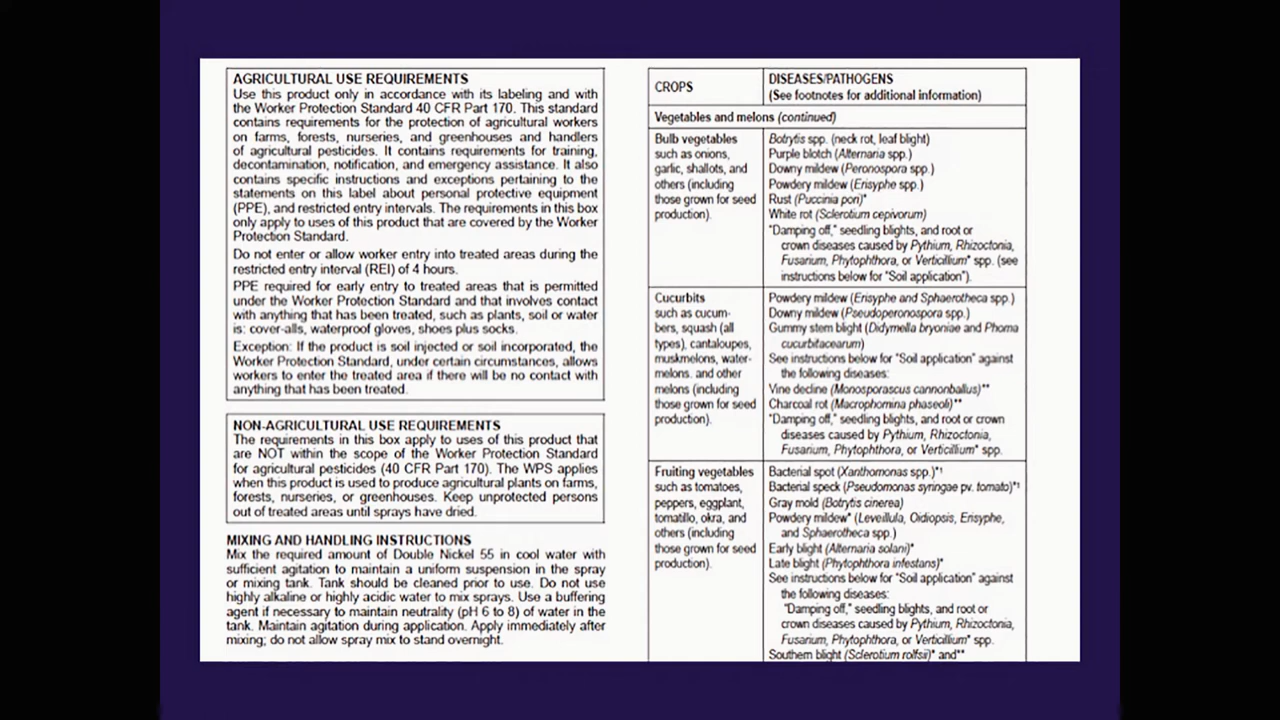 AGRICULTURAL USE REQUIREMENTS
Use this product only in accordance with its labeling and with
the Worker Protection Standard 40 CFR Part 170. This standard
contains requirements for the protection of agricultural workers
on farms, forests, nurseries, and greenhouses and handlers
of agricultural pesticides. It contains requirements for training,
decontamination, notification, and emergency assistance. It also
contains specific instructions and exceptions pertaining to the
statements on this label about personal protective equipment
(PPE), and restricted entry intervals. The requirements in this box
only apply to uses of this product that are covered by the Worker
Protection Standard.
Do not enter or allow worker entry into treated areas during the
restricted entry interval (REI) of 4 hours.
PPE required for early entry to treated areas that is permitted
under the Worker Protection Standard and that involves contact
with anything that has been treated, such as plants, soil or water
is: cover-alls, waterproof gloves, shoes plus socks.
Exception: If the product is soil injected or soil incorporated, the
Worker Protection Standard, under certain circumstances, allows
workers to enter the treated area if there will be no contact with
anything that has been treated.
NON-AGRICULTURAL USE REQUIREMENTS
The requirements in this box apply to uses of this product that
are NOT within the scope of the Worker Protection Standard
for agricultural pesticides (40 CFR Part 170). The WPS applies
when this product is used to produce agricultural plants on farms,
forests, nurseries, or greenhouses. Keep unprotected persons
out of treated areas until sprays have dried.
MIXING AND HANDLING INSTRUCTIONS
Mix the required amount of Double Nickel 55 in cool water with
sufficient agitation to maintain a uniform suspension in the spray
or mixing tank. Tank should be cleaned prior to use. Do not use
highly alkaline or highly acidic water to mix sprays. Use a buffering
agent if necessary to maintain neutrality (pH 6 to 8) of water in the
tank. Maintain agitation during application. Apply immediately after
mixing; do not allow spray mix to stand overnight.
CROPS
DISEASES/PATHOGENS
(See footnotes for additional information)
Vegetables and melons (continued)
Bulb vegetables
such as onions,
garlic, shallots, and
others (including
those grown for seed
production).
Botrytis spp. (neck rot, leaf blight)
Purple blotch (Alternaria spp.)
Downy mildew (Peronospora spp.)
Powdery mildew (Erisyphe spp.)
Rust (Puccinia pori)*
White rot (Sclerotium cepivorum)
"Damping off," seedling blights, and root or
crown diseases caused by Pythium, Rhizoctonia,
Fusarium, Phytophthora, or Verticillium* spp. (see
instructions below for "Soil application").
Cucurbits
such as cucum-
bers, squash (all
types), cantaloupes,
muskmelons, water-
melons. and other
melons (including
those grown for seed
production).
Powdery mildew (Erisyphe and Sphaerotheca spp.)
Downy mildew (Pseudoperonospora spp.)
Gummy stem blight (Didymella bryoniae and Phoma
cucurbitacearum)
See instructions below for "Soil application" against
the following diseases:
Vine decline (Monosporascus cannonballus)**
Charcoal rot (Macrophomina phaseoli)**
"Damping off," seedling blights, and root or crown
diseases caused by Pythium, Rhizoctonia,
Fusarium, Phytophthora, or Verticillium* spp.
Fruiting vegetables
such as tomatoes,
peppers, eggplant,
tomatillo, okra, and
others (including
those grown for seed
production).
Bacterial spot (Xanthomonas spp.)*†
Bacterial speck (Pseudomonas syringae pv. tomato)*†
Gray mold (Botrytis cinerea)
Powdery mildew* (Leveillula, Oidiopsis, Erisyphe,
and Sphaerotheca spp.)
Early blight (Alternaria solani)*
Late blight (Phytophthora infestans)*
See instructions below for "Soil application" against
the following diseases:
"Damping off," seedling blights, and root or
crown diseases caused by Pythium, Rhizoctonia,
Fusarium, Phytophthora, or Verticillium* spp.
Southern blight (Sclerotium rolfsii)* and**